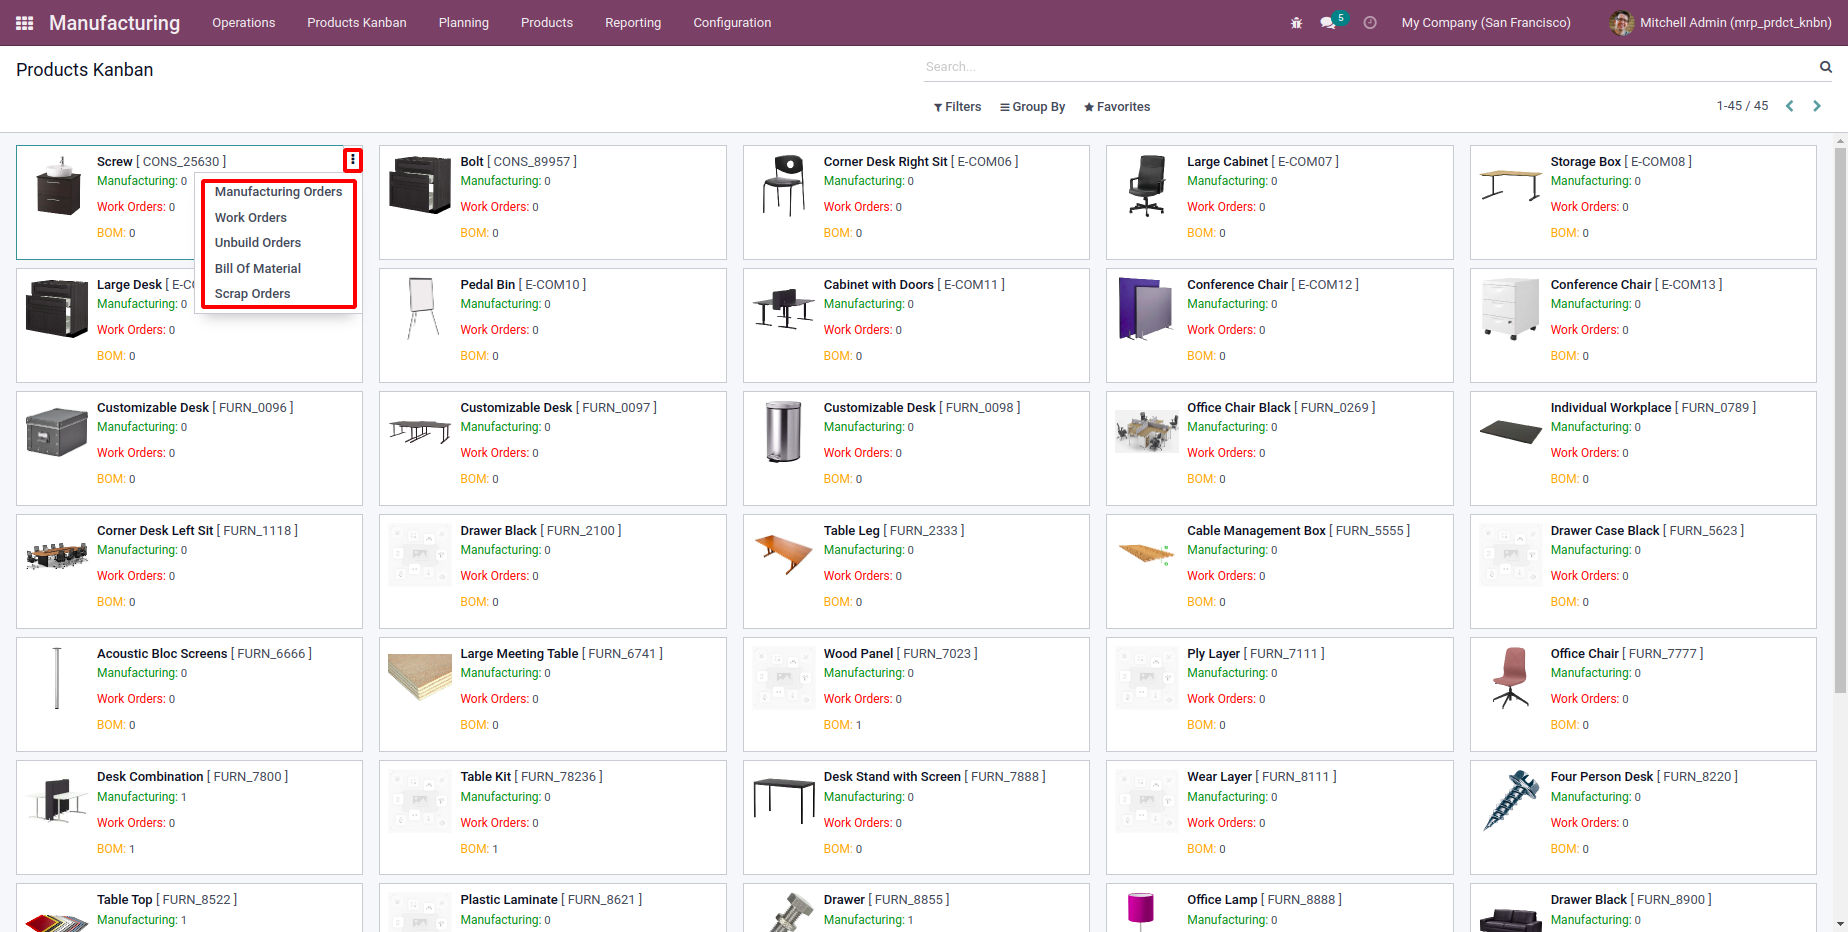 Manufacturing Operations Products Kanban Planning Products Reporting Configuration 5 My Company (San Francisco) Mitchell Admin (mrp_prdct_knbn)
Products Kanban
Search...
Filters Group By Favorites 1-45 / 45
Screw [ CONS_25630 ]
Manufacturing: 0
Work Orders: 0
BOM: 0
Manufacturing Orders
Work Orders
Unbuild Orders
Bill Of Material
Scrap Orders
Bolt [ CONS_89957 ]
Manufacturing: 0
Work Orders: 0
BOM: 0
Corner Desk Right Sit [ E-COM06 ]
Manufacturing: 0
Work Orders: 0
BOM: 0
Large Cabinet [ E-COM07 ]
Manufacturing: 0
Work Orders: 0
BOM: 0
Storage Box [ E-COM08 ]
Manufacturing: 0
Work Orders: 0
BOM: 0
Large Desk [ E-CO
Manufacturing: 0
Work Orders: 0
BOM: 0
Pedal Bin [ E-COM10 ]
Manufacturing: 0
Work Orders: 0
BOM: 0
Cabinet with Doors [ E-COM11 ]
Manufacturing: 0
Work Orders: 0
BOM: 0
Conference Chair [ E-COM12 ]
Manufacturing: 0
Work Orders: 0
BOM: 0
Conference Chair [ E-COM13 ]
Manufacturing: 0
Work Orders: 0
BOM: 0
Customizable Desk [ FURN_0096 ]
Manufacturing: 0
Work Orders: 0
BOM: 0
Customizable Desk [ FURN_0097 ]
Manufacturing: 0
Work Orders: 0
BOM: 0
Customizable Desk [ FURN_0098 ]
Manufacturing: 0
Work Orders: 0
BOM: 0
Office Chair Black [ FURN_0269 ]
Manufacturing: 0
Work Orders: 0
BOM: 0
Individual Workplace [ FURN_0789 ]
Manufacturing: 0
Work Orders: 0
BOM: 0
Corner Desk Left Sit [ FURN_1118 ]
Manufacturing: 0
Work Orders: 0
BOM: 0
Drawer Black [ FURN_2100 ]
Manufacturing: 0
Work Orders: 0
BOM: 0
Table Leg [ FURN_2333 ]
Manufacturing: 0
Work Orders: 0
BOM: 0
Cable Management Box [ FURN_5555 ]
Manufacturing: 0
Work Orders: 0
BOM: 0
Drawer Case Black [ FURN_5623 ]
Manufacturing: 0
Work Orders: 0
BOM: 0
Acoustic Bloc Screens [ FURN_6666 ]
Manufacturing: 0
Work Orders: 0
BOM: 0
Large Meeting Table [ FURN_6741 ]
Manufacturing: 0
Work Orders: 0
BOM: 0
Wood Panel [ FURN_7023 ]
Manufacturing: 0
Work Orders: 0
BOM: 1
Ply Layer [ FURN_7111 ]
Manufacturing: 0
Work Orders: 0
BOM: 0
Office Chair [ FURN_7777 ]
Manufacturing: 0
Work Orders: 0
BOM: 0
Desk Combination [ FURN_7800 ]
Manufacturing: 1
Work Orders: 0
BOM: 1
Table Kit [ FURN_78236 ]
Manufacturing: 0
Work Orders: 0
BOM: 1
Desk Stand with Screen [ FURN_7888 ]
Manufacturing: 0
Work Orders: 0
BOM: 0
Wear Layer [ FURN_8111 ]
Manufacturing: 0
Work Orders: 0
BOM: 0
Four Person Desk [ FURN_8220 ]
Manufacturing: 0
Work Orders: 0
BOM: 0
Table Top [ FURN_8522 ]
Manufacturing: 1
Plastic Laminate [ FURN_8621 ]
Manufacturing: 0
Drawer [ FURN_8855 ]
Manufacturing: 1
Office Lamp [ FURN_8888 ]
Manufacturing: 0
Drawer Black [ FURN_8900 ]
Manufacturing: 0